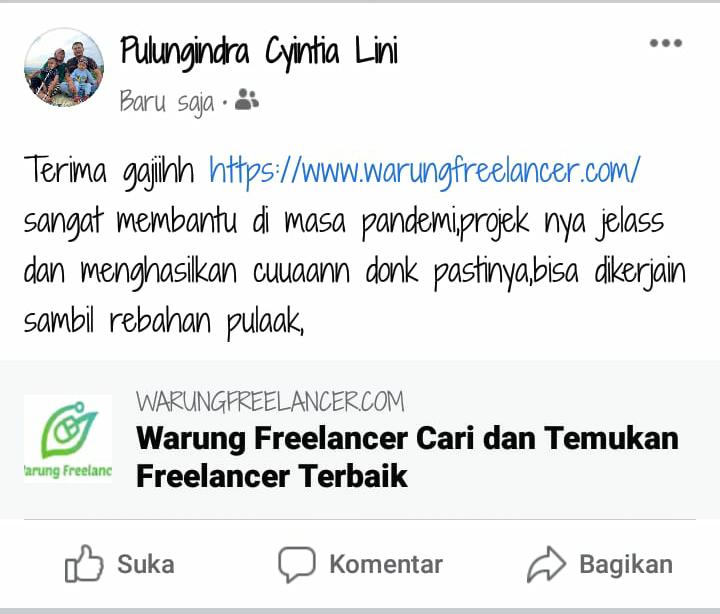 Pulungindra Cyintia Lini
Baru saja ·
Terima gajiihh https://www.warungfreelancer.com/
sangat membantu di masa pandemi,projek nya jelass
dan menghasilkan cuuaann donk pastinya,bisa dikerjain
sambil rebahan pulaak,
WARUNGFREELANCER.COM
Warung Freelancer Cari dan Temukan
Freelancer Terbaik
arung Freelanc
Suka
Komentar
Bagikan